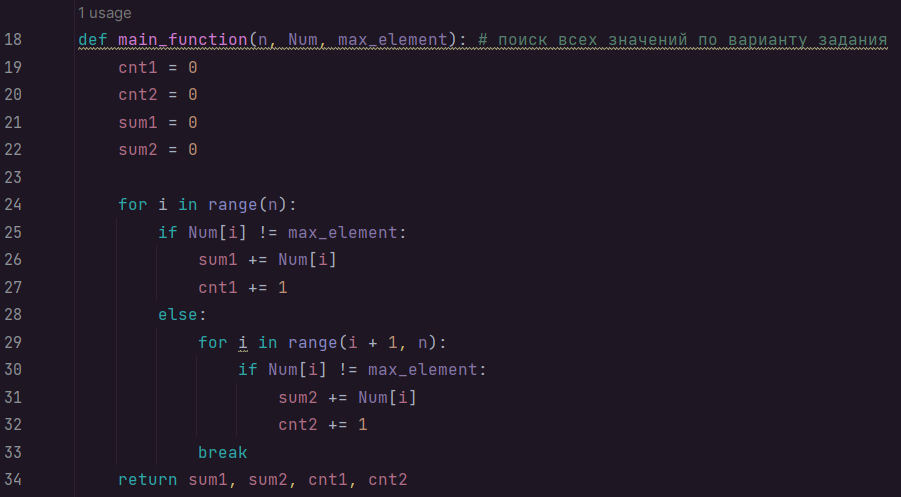 1 usage
18 def main_function(n, Num, max_element): # поиск всех значений по варианту задания
19     cnt1 = 0
20     cnt2 = 0
21     sum1 = 0
22     sum2 = 0
23
24     for i in range(n):
25         if Num[i] != max_element:
26             sum1 += Num[i]
27             cnt1 += 1
28         else:
29             for i in range(i + 1, n):
30                 if Num[i] != max_element:
31                     sum2 += Num[i]
32                     cnt2 += 1
33             break
34     return sum1, sum2, cnt1, cnt2